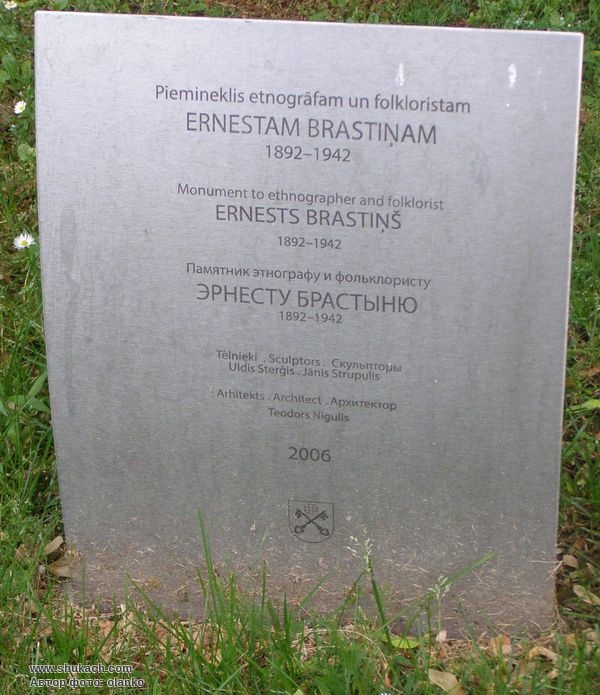 Piemineklis etnogrāfam un folkloristam
ERNESTAM BRASTIŅAM
1892–1942
Monument to ethnographer and folklorist
ERNESTS BRASTIŅŠ
1892–1942
Памятник этнографу и фольклористу
ЭРНЕСТУ БРАСТЫНЮ
1892–1942
Tēlnieki . Sculptors . Скульпторы
Uldis Sterģis . Jānis Strupulis
Arhitekts . Architect . Архитектор
Teodors Nigulis
2006
www.shukach.com
Автор фото: olanko